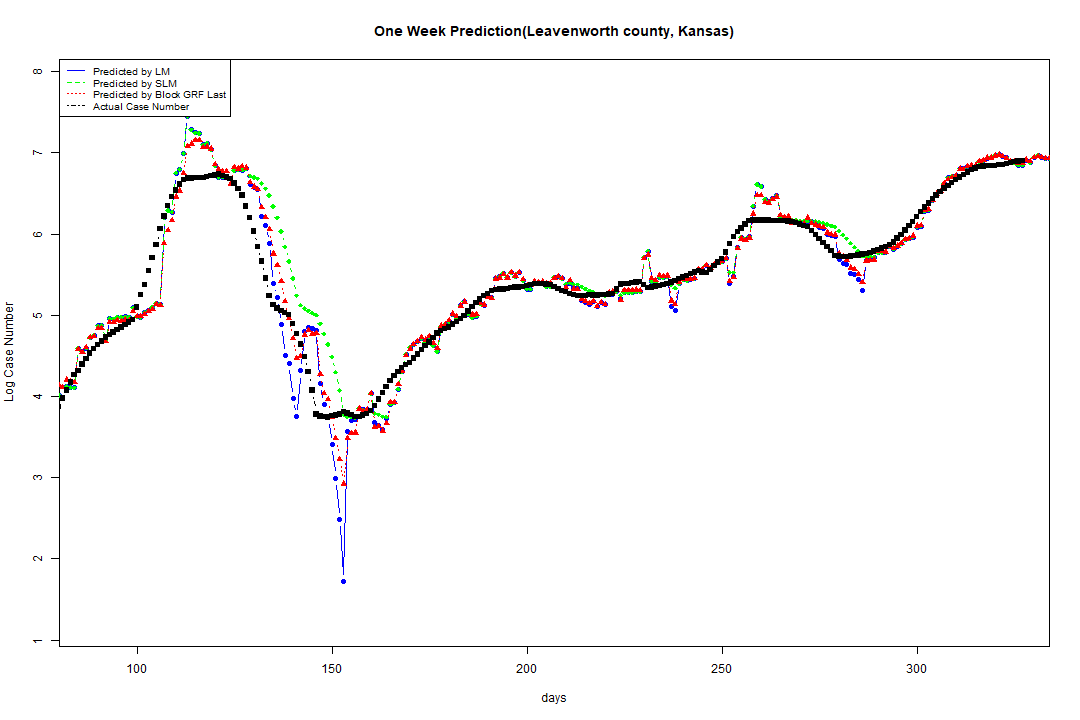 One Week Prediction(Leavenworth county, Kansas)
Predicted by LM
Predicted by SLM
Predicted by Block GRF Last
Actual Case Number
8
7
6
5
4
3
2
1
Log Case Number
100 150 200 250 300
days